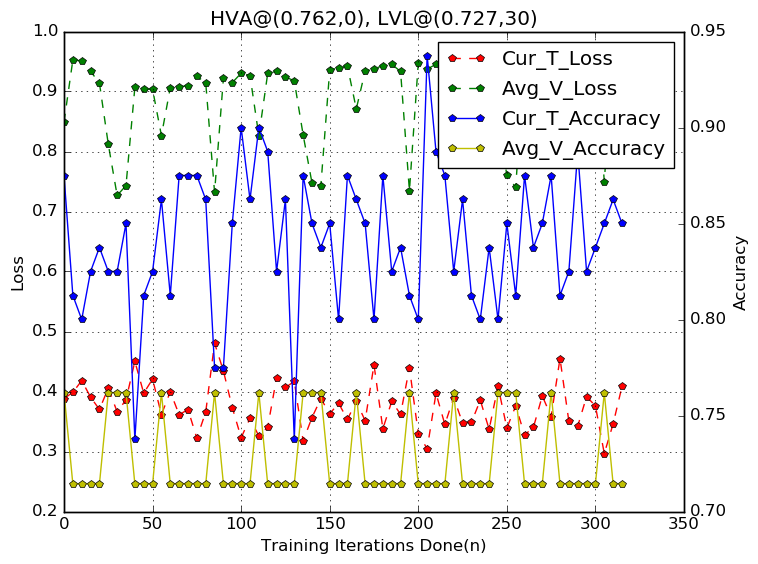 HVA@(0.762,0), LVL@(0.727,30)
1.0
0.9
0.8
0.7
0.6
0.5
0.4
0.3
0.2
Loss
0.95
0.90
0.85
0.80
0.75
0.70
Accuracy
Cur_T_Loss
Avg_V_Loss
Cur_T_Accuracy
Avg_V_Accuracy
0 50 100 150 200 250 300 350
Training Iterations Done(n)